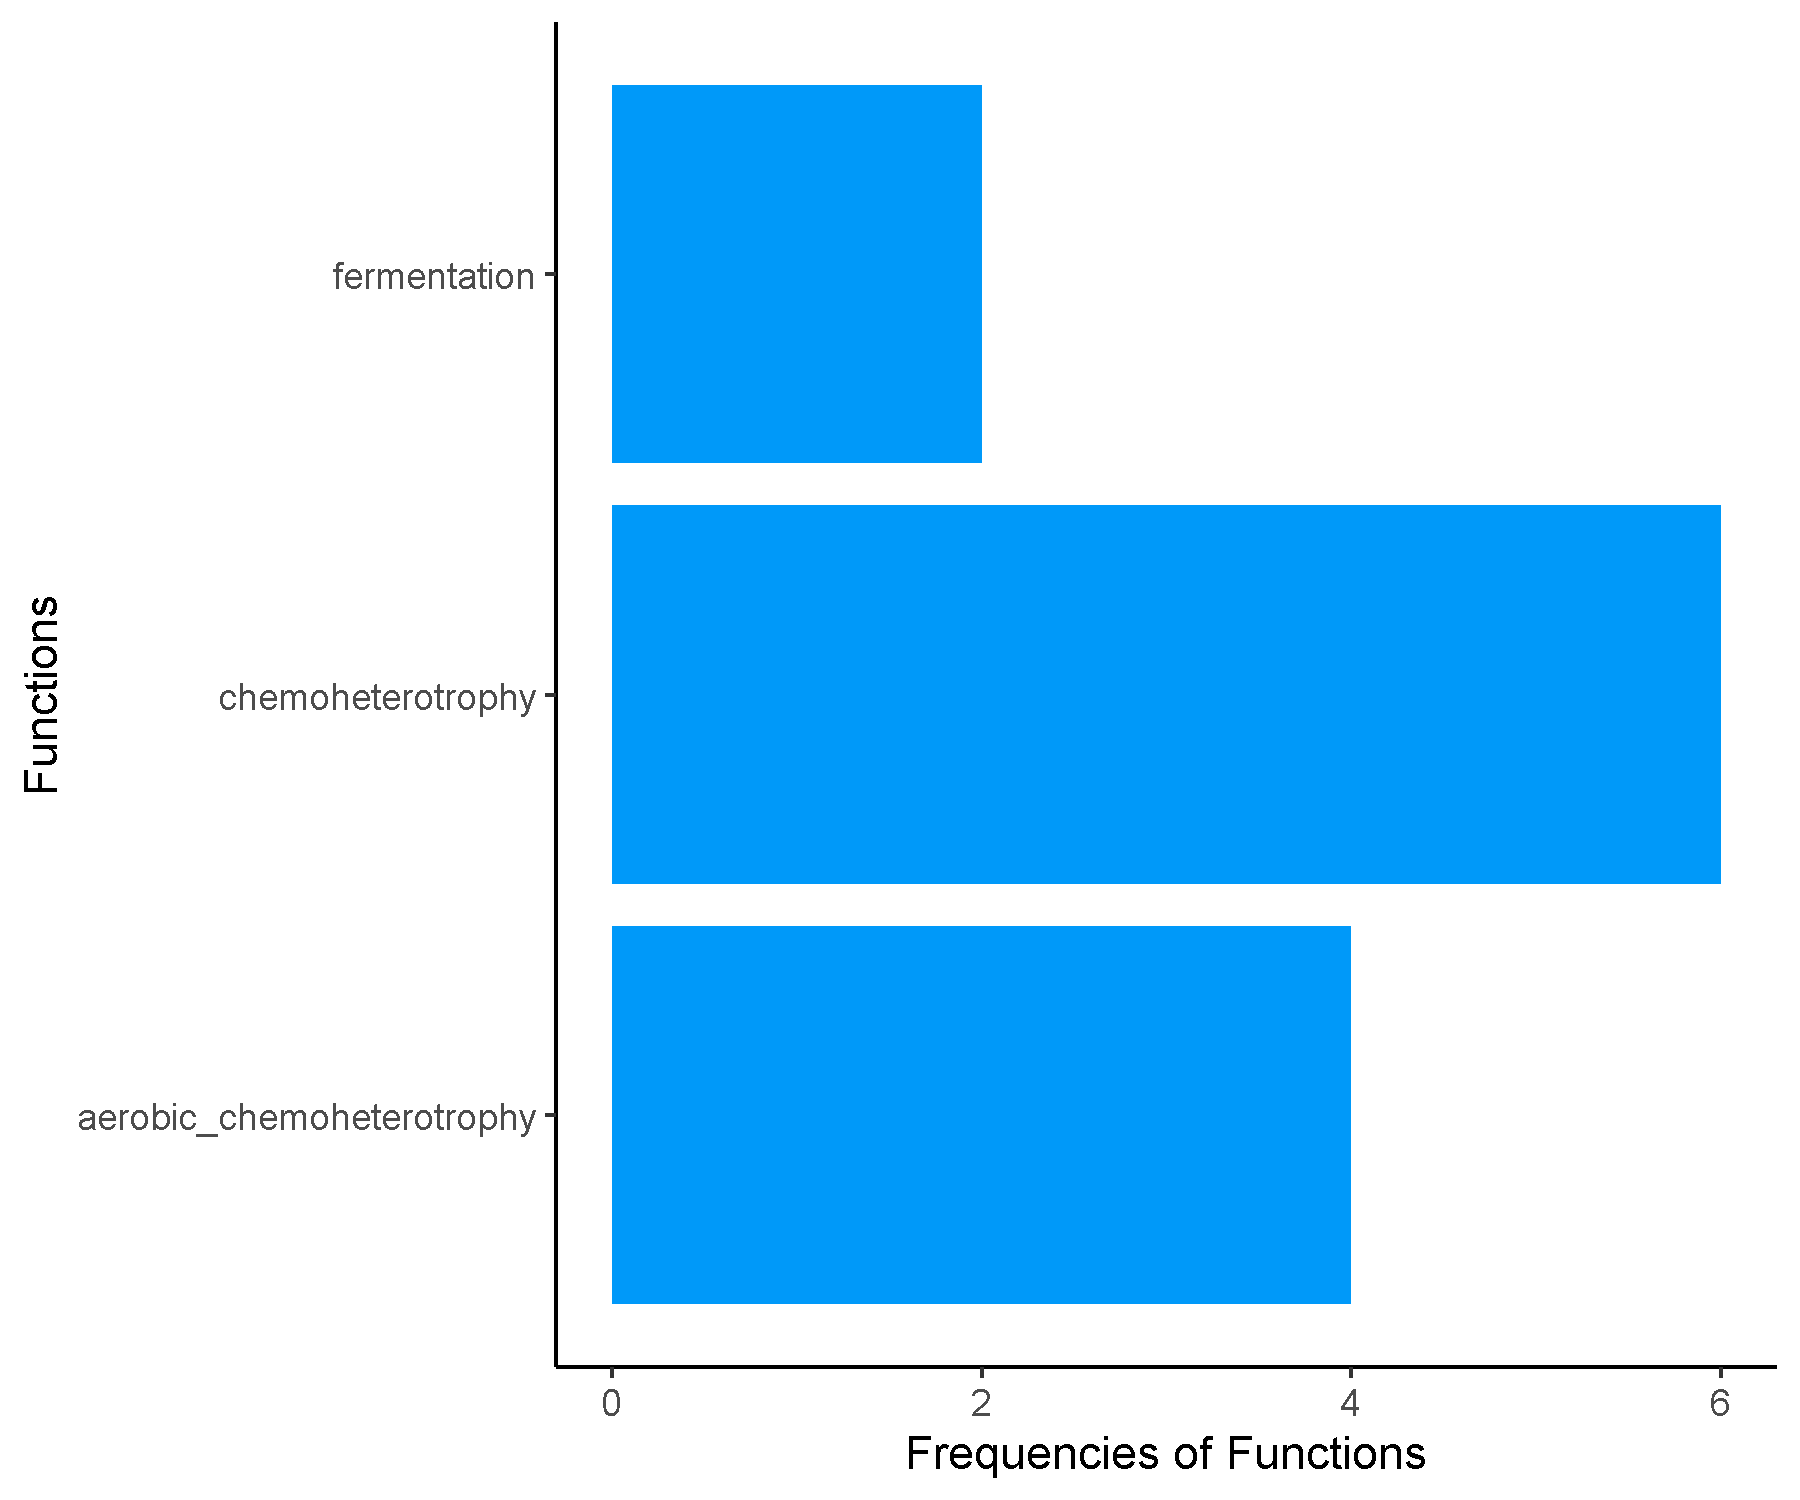 Functions
fermentation
chemoheterotrophy
aerobic_chemoheterotrophy
0 2 4 6
Frequencies of Functions